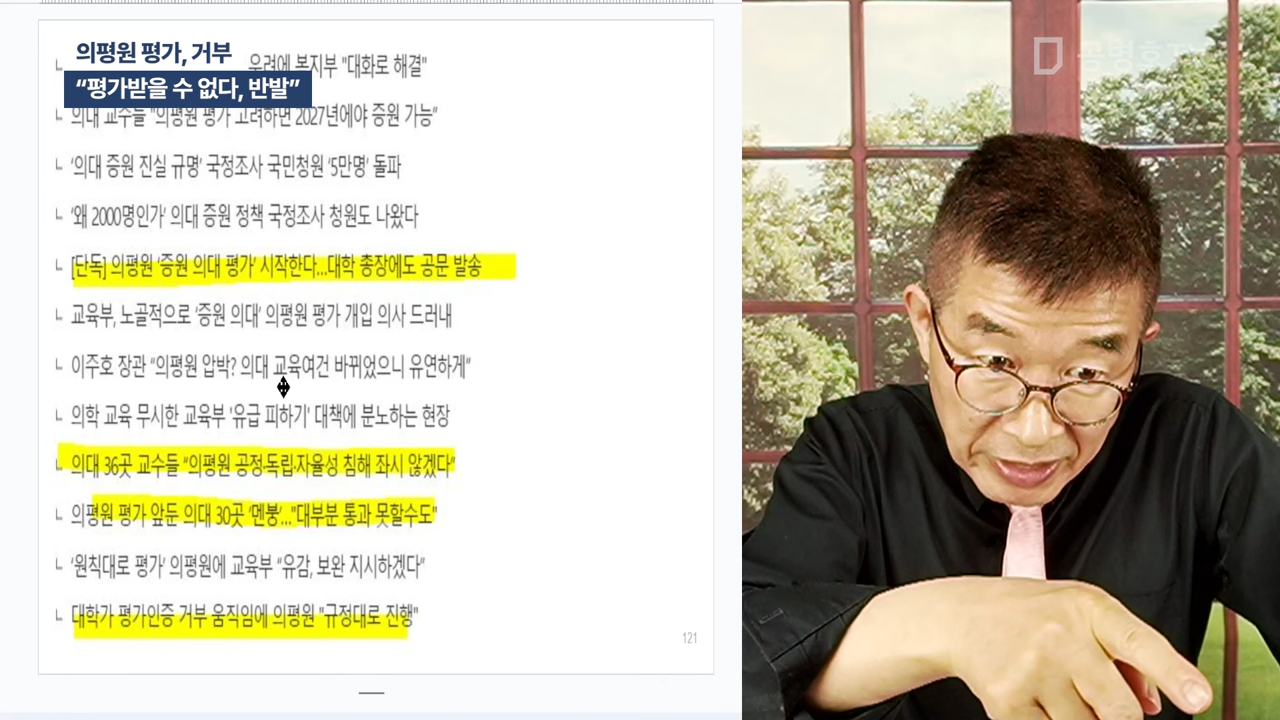 의평원 평가, 거부
“평가받을 수 없다, 반발”
우려에 복지부 "대화로 해결"
의대 교수들 "의평원 평가 고려하면 2027년에야 증원 가능"
‘의대 증원 진실 규명’ 국정조사 국민청원 ‘5만명’ 돌파
‘왜 2000명인가’ 의대 증원 정책 국정조사 청원도 나왔다
[단독] 의평원 ‘증원 의대 평가’ 시작한다...대학 총장에도 공문 발송
교육부, 노골적으로 ‘증원 의대’ 의평원 평가 개입 의사 드러내
이주호 장관 “의평원 압박? 의대 교육여건 바뀌었으니 유연하게”
의학 교육 무시한 교육부 '유급 피하기' 대책에 분노하는 현장
의대 36곳 교수들 “의평원 공정·독립·자율성 침해 좌시 않겠다”
의평원 평가 앞둔 의대 30곳 ‘멘붕’..."대부분 통과 못할수도"
‘원칙대로 평가’ 의평원에 교육부 “유감, 보완 지시하겠다”
대학가 평가인증 거부 움직임에 의평원 "규정대로 진행"
121